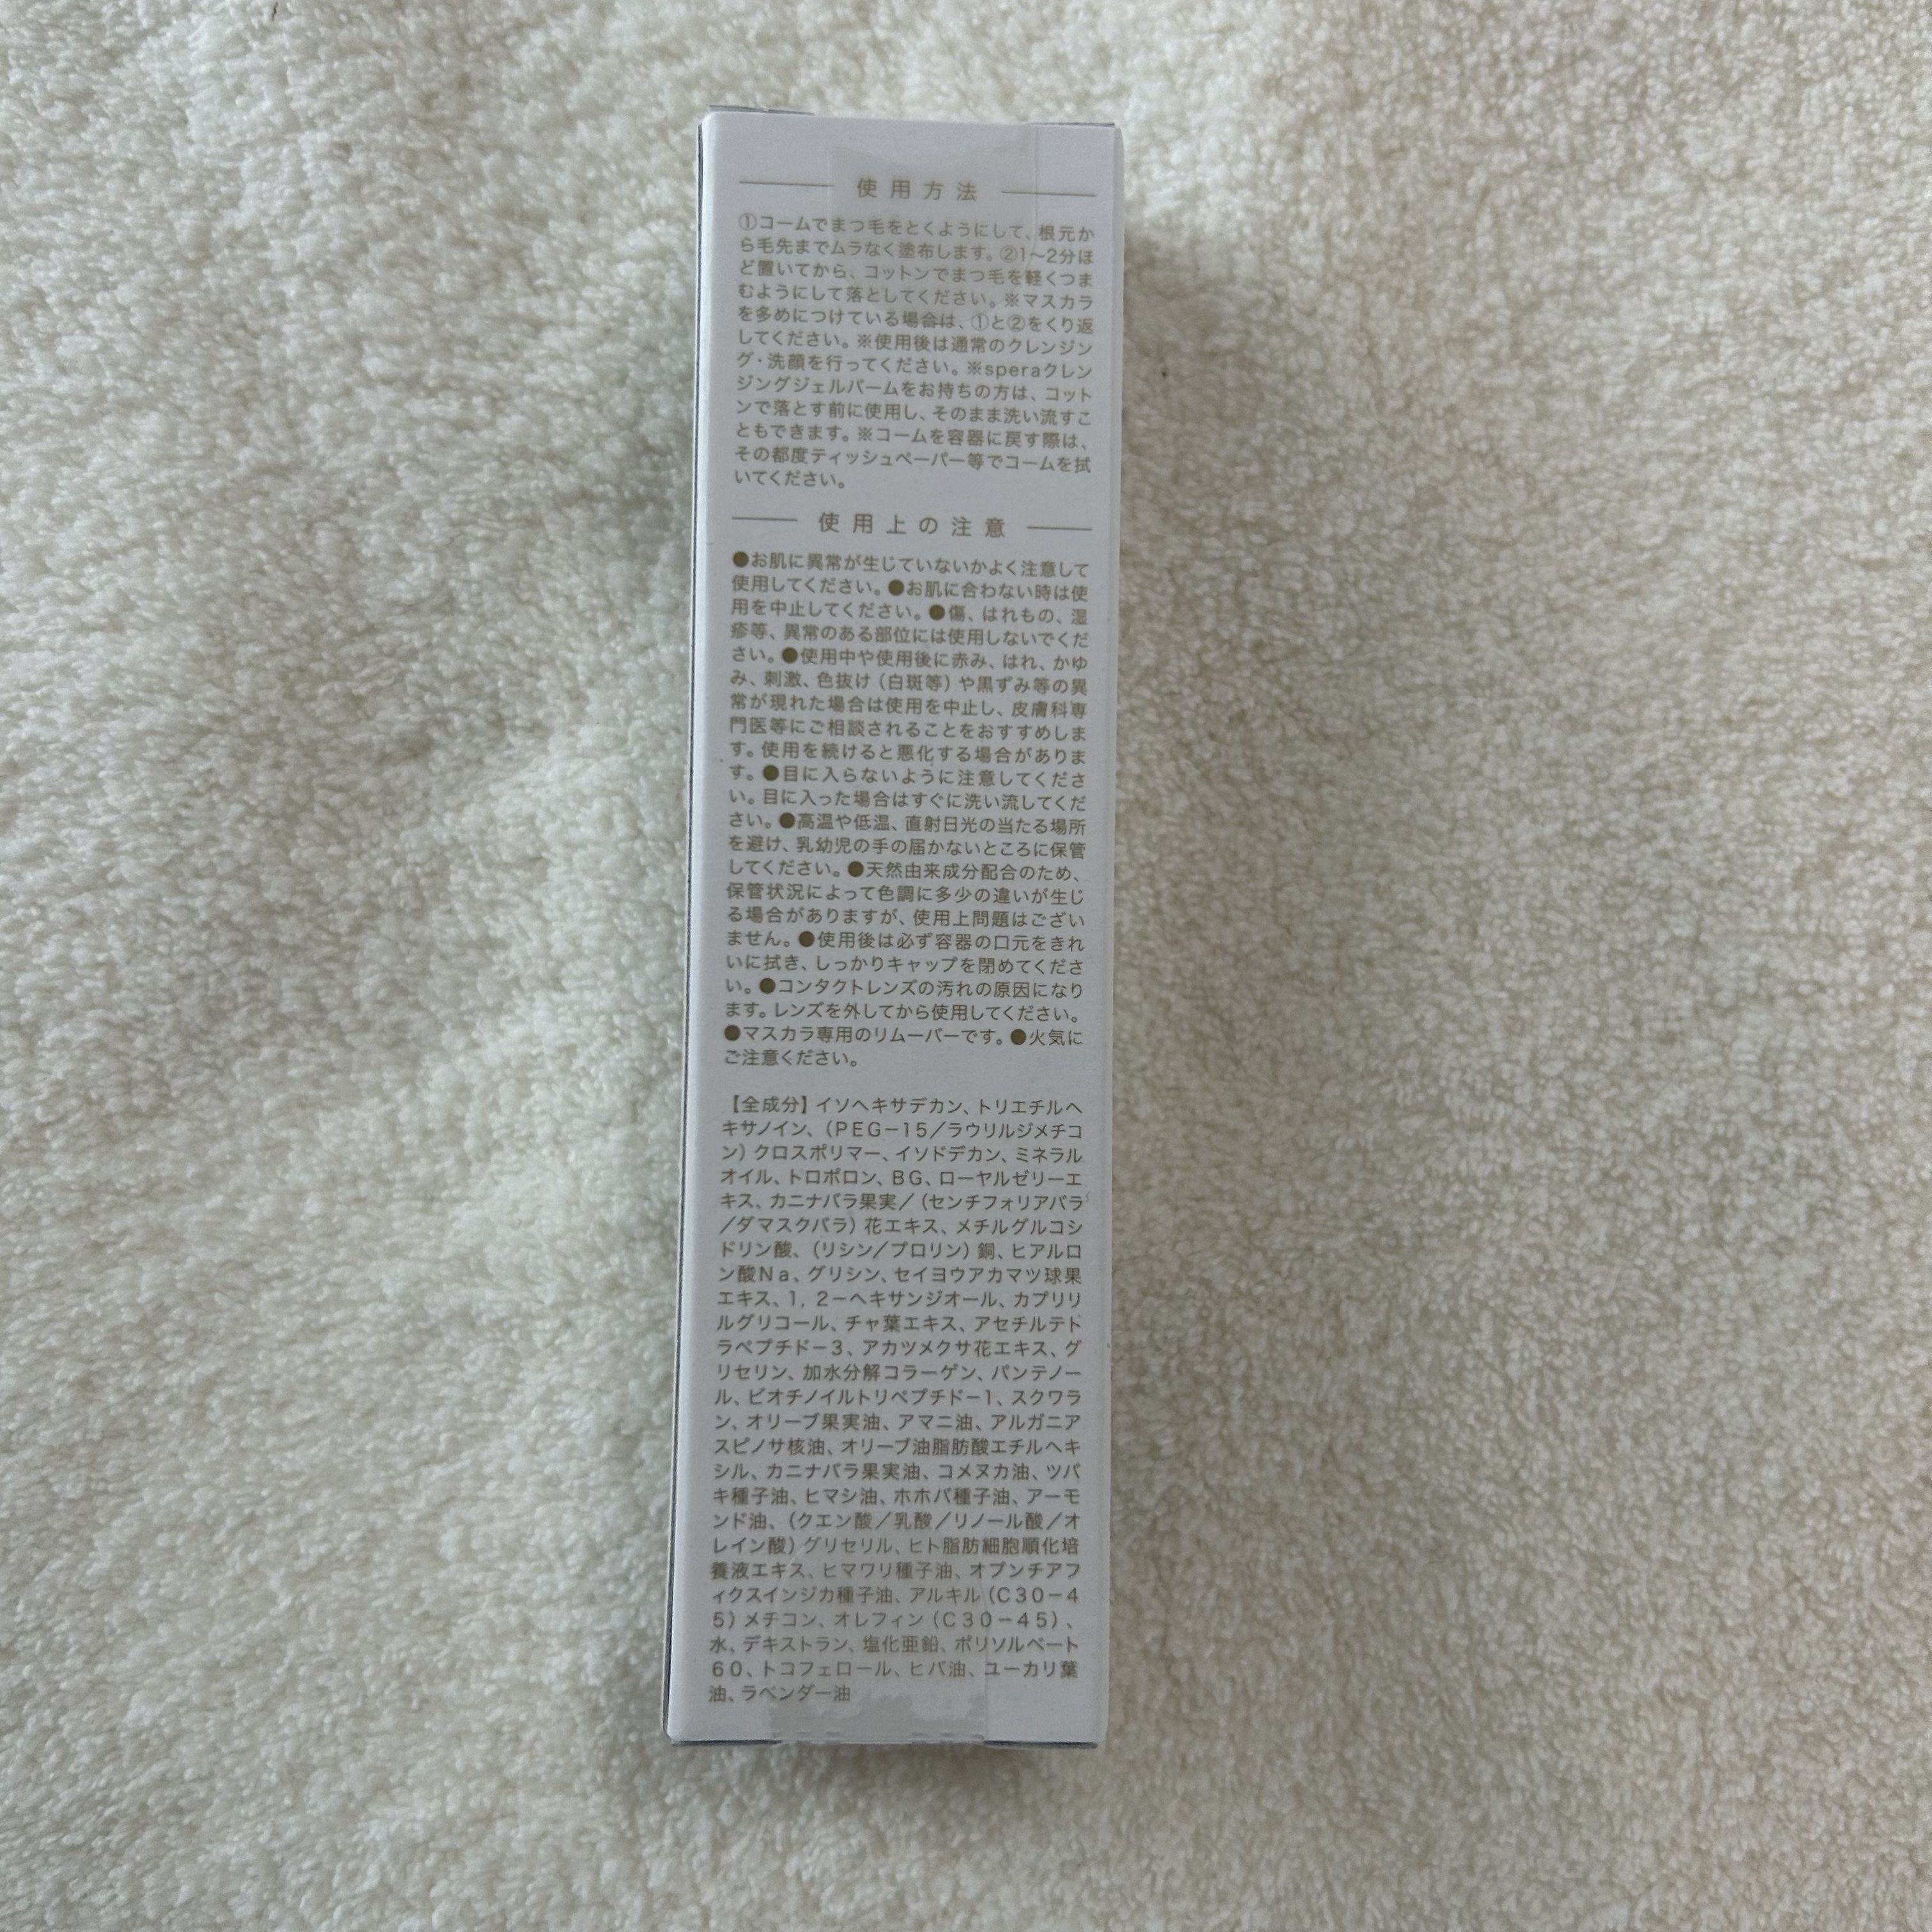 使用方法
①コームでまつ毛をとくようにして、根元か
ら毛先までムラなく塗布します。②1〜2分ほ
ど置いてから、コットンでまつ毛を軽くつま
むようにして落としてください。※マスカラ
を多めにつけている場合は、①と②をくり返
してください。※使用後は通常のクレンジン
グ・洗顔を行ってください。※speraクレン
ジングジェルバームをお持ちの方は、コット
ンで落とす前に使用し、そのまま洗い流すこ
ともできます。※コームを容器に戻す際は、
その都度ティッシュペーパー等でコームを拭
いてください。
使用上の注意
●お肌に異常が生じていないかよく注意して
使用してください。●お肌に合わない時は使
用を中止してください。●傷、はれもの、湿
疹等、異常のある部位には使用しないでくだ
さい。●使用中や使用後に赤み、はれ、かゆ
み、刺激、色抜け（白斑等）や黒ずみ等の異
常が現れた場合は使用を中止し、皮膚科専
門医等にご相談されることをおすすめしま
す。使用を続けると悪化する場合がありま
す。●目に入らないように注意してくださ
い。目に入った場合はすぐに洗い流してくだ
さい。●高温や低温、直射日光の当たる場所
を避け、乳幼児の手の届かないところに保管
してください。●天然由来成分配合のため、
保管状況によって色調に多少の違いが生じ
る場合がありますが、使用上問題はござい
ません。●使用後は必ず容器の口元をきれ
いに拭き、しっかりキャップを閉めてくださ
い。●コンタクトレンズの汚れの原因になり
ます。レンズを外してから使用してください。
●マスカラ専用のリムーバーです。●火気に
ご注意ください。
【全成分】イソヘキサデカン、トリエチルヘ
キサノイン、（PEG－15／ラウリルジメチコ
ン）クロスポリマー、イソドデカン、ミネラル
オイル、トロポロン、BG、ローヤルゼリーエ
キス、カニナバラ果実／（センチフォリアバラ
／ダマスクバラ）花エキス、メチルグルコシ
ドリン酸、（リシン／プロリン）銅、ヒアルロ
ン酸Na、グリシン、セイヨウアカマツ球果
エキス、1, 2－ヘキサンジオール、カプリリ
ルグリコール、チャ葉エキス、アセチルテト
ラペプチド－3、アカツメクサ花エキス、グ
リセリン、加水分解コラーゲン、パンテノー
ル、ビオチノイルトリペプチド－1、スクワラ
ン、オリーブ果実油、アマニ油、アルガニア
スピノサ核油、オリーブ油脂肪酸エチルヘキ
シル、カニナバラ果実油、コメヌカ油、ツバ
キ種子油、ヒマシ油、ホホバ種子油、アーモ
ンド油、（クエン酸／乳酸／リノール酸／オ
レイン酸）グリセリル、ヒト脂肪細胞順化培
養液エキス、ヒマワリ種子油、オプンチアフ
ィクスインジカ種子油、アルキル（C30－4
5）メチコン、オレフィン（C30－45）、
水、デキストラン、塩化亜鉛、ポリソルベート
60、トコフェロール、ヒバ油、ユーカリ葉
油、ラベンダー油